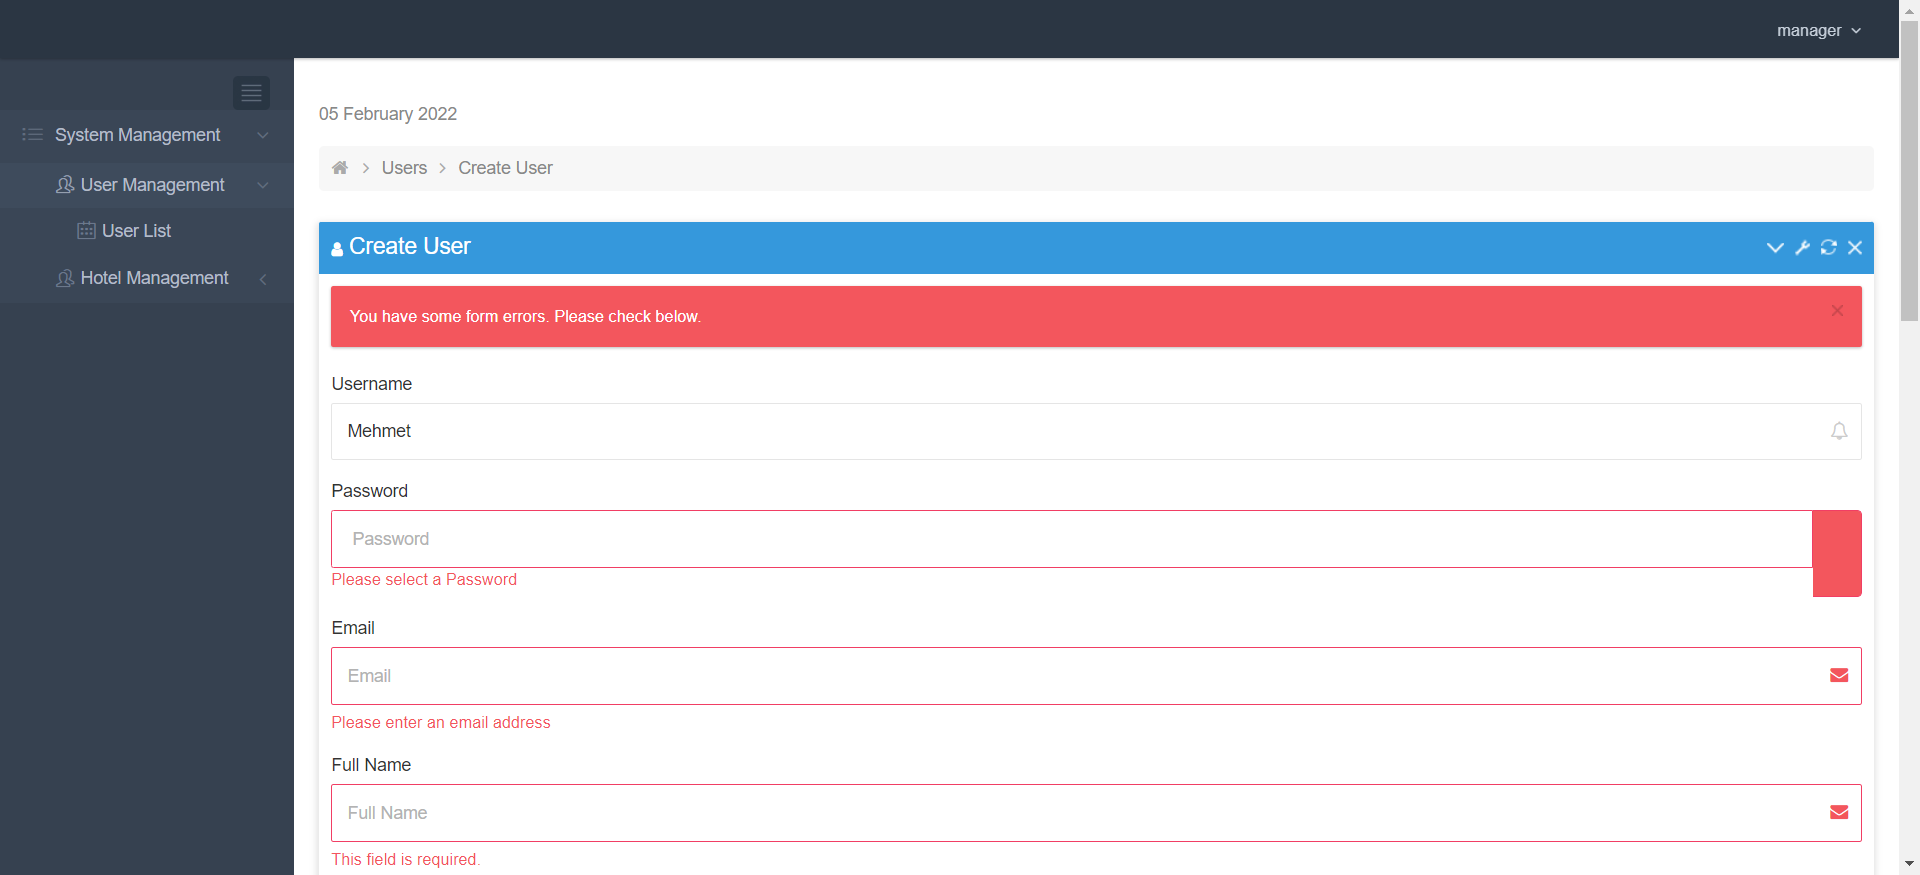 manager
05 February 2022
System Management
Users > Create User
User Management
User List
Create User
Hotel Management
You have some form errors. Please check below.
Username
Mehmet
Password
Password
Please select a Password
Email
Email
Please enter an email address
Full Name
Full Name
This field is required.